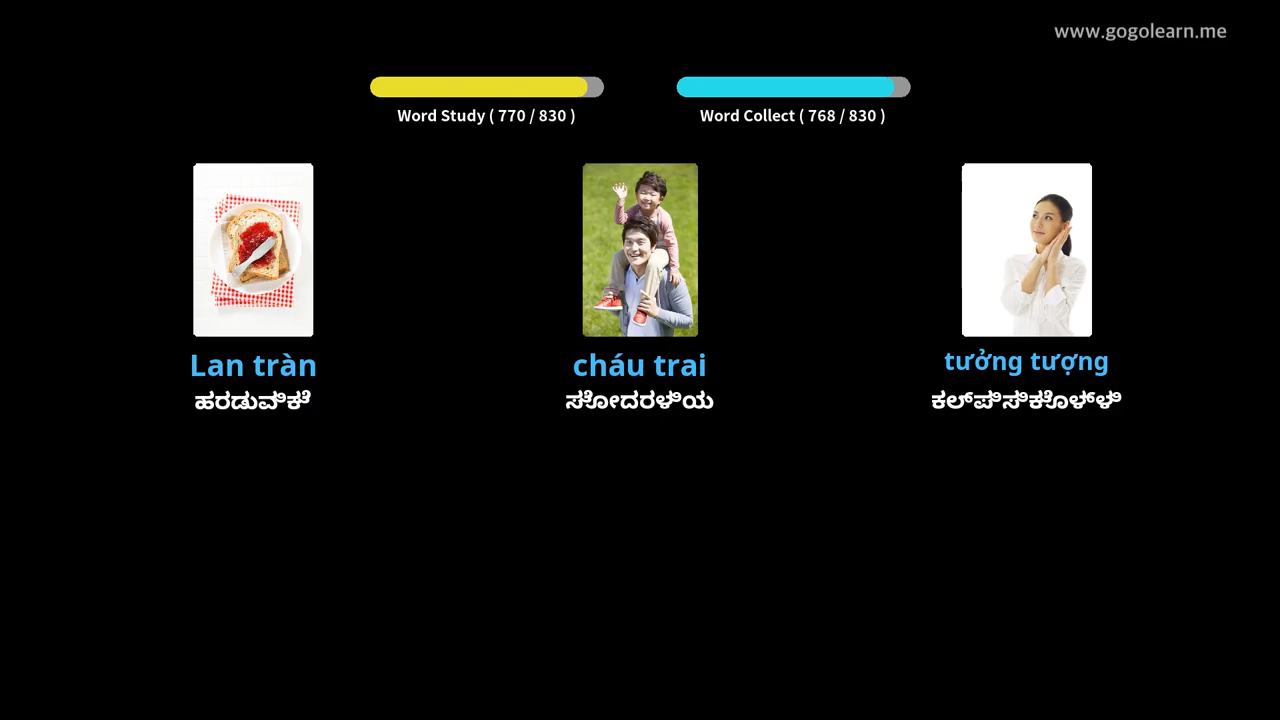 www.gogolearn.me
Word Study ( 770 / 830 )
Word Collect ( 768 / 830 )
Lan tràn
cháu trai
tưởng tượng
ಹರಡುವಿಕೆ
ಸೋದರಳಿಯ
ಕಲ್ಪಿಸಿಕೊಳ್ಳಿ